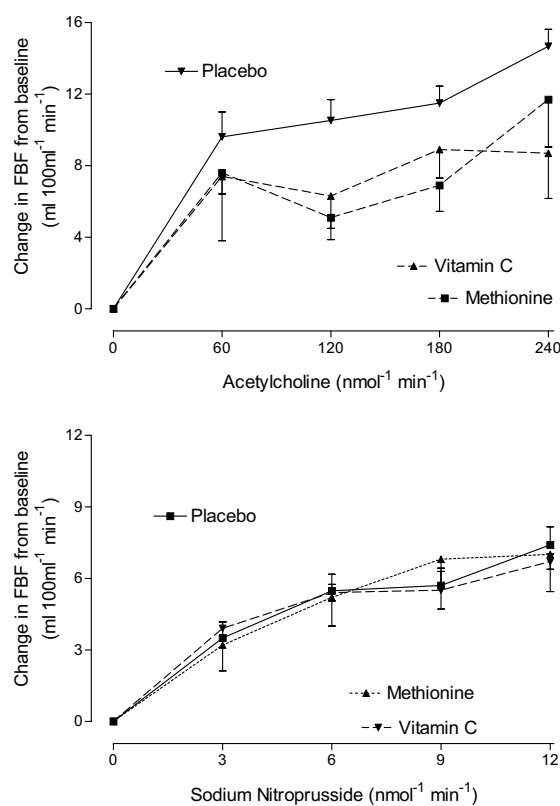 Change in FBF from baseline
(ml 100ml⁻¹ min⁻¹)
16
12
8
4
0
Placebo
Vitamin C
Methionine
0 60 120 180 240
Acetylcholine (nmol⁻¹ min⁻¹)
Change in FBF from baseline
(ml 100ml⁻¹ min⁻¹)
12
9
6
3
0
Placebo
Methionine
Vitamin C
0 3 6 9 12
Sodium Nitroprusside (nmol⁻¹ min⁻¹)